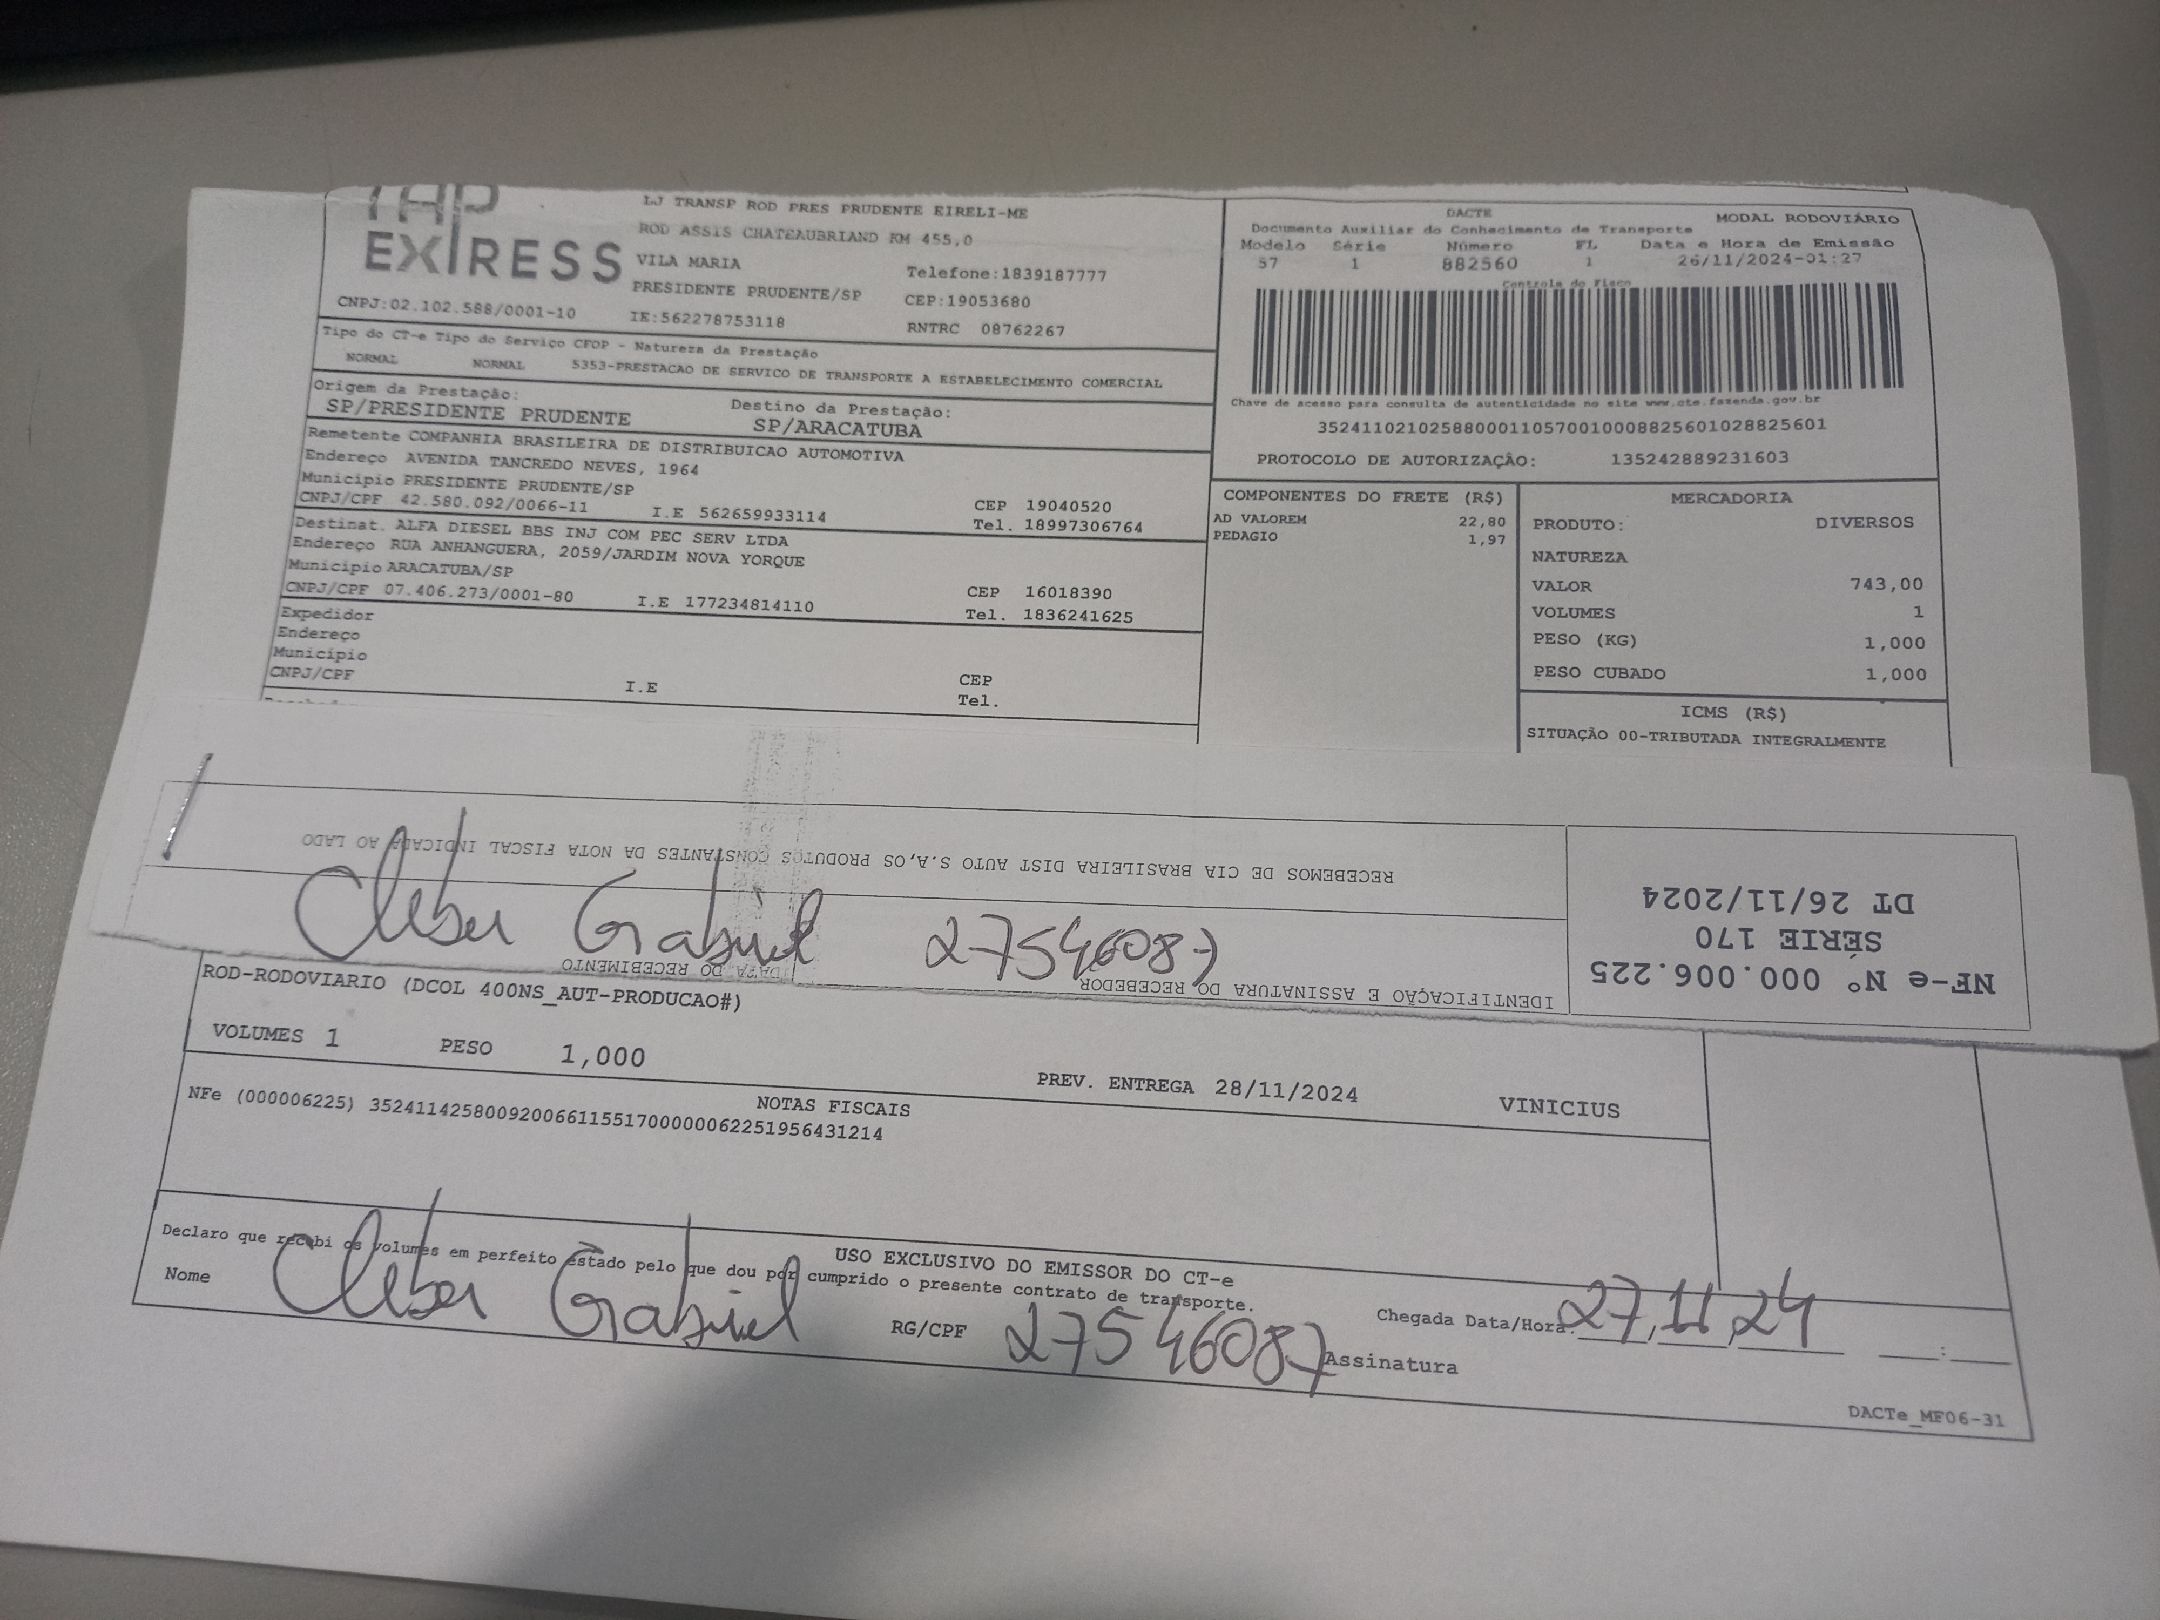 TAP
EXPRESS
LJ TRANSP ROD PRES PRUDENTE EIRELI-ME
ROD ASSIS CHATEAUBRIAND KM 455,0
VILA MARIA
Telefone:1839187777
PRESIDENTE PRUDENTE/SP
CEP:19053680
CNPJ:02.102.588/0001-10
IE:562278753118
RNTRC 08762267
DACTE
MODAL RODOVIÁRIO
Documento Auxiliar do Conhecimento de Transporte
Modelo Série Número FL Data e Hora de Emissão
57 1 882560 1 26/11/2024-01:27
Controle do Fisco
Chave de acesso para consulta de autenticidade no site www.cte.fazenda.gov.br
35241102102588000110570010008825601028825601
PROTOCOLO DE AUTORIZAÇÃO: 135242889231603
Tipo do CT-e Tipo do Serviço CFOP - Natureza da Prestação
NORMAL NORMAL 5353-PRESTACAO DE SERVICO DE TRANSPORTE A ESTABELECIMENTO COMERCIAL
Origem da Prestação: Destino da Prestação:
SP/PRESIDENTE PRUDENTE SP/ARACATUBA
Remetente COMPANHIA BRASILEIRA DE DISTRIBUICAO AUTOMOTIVA
Endereço AVENIDA TANCREDO NEVES, 1964
Município PRESIDENTE PRUDENTE/SP CEP 19040520
CNPJ/CPF 42.580.092/0066-11 I.E 562659933114 Tel. 18997306764
Destinat. ALFA DIESEL BBS INJ COM PEC SERV LTDA
Endereço RUA ANHANGUERA, 2059/JARDIM NOVA YORQUE
Município ARACATUBA/SP CEP 16018390
CNPJ/CPF 07.406.273/0001-80 I.E 177234814110 Tel. 1836241625
Expedidor
Endereço
Município CEP
CNPJ/CPF I.E Tel.
COMPONENTES DO FRETE (R$)
AD VALOREM 22,80
PEDAGIO 1,97
MERCADORIA
PRODUTO: DIVERSOS
NATUREZA
VALOR 743,00
VOLUMES 1
PESO (KG) 1,000
PESO CUBADO 1,000
ICMS (R$)
SITUAÇÃO 00-TRIBUTADA INTEGRALMENTE
RECEBEMOS DE CIA BRASILEIRA DIST AUTO S.A,OS PRODUTOS CONSTANTES DA NOTA FISCAL INDICADA AO LADO
Cleber Gabriel 27546087
DATA DO RECEBIMENTO
IDENTIFICAÇÃO E ASSINATURA DO RECEBEDOR
NF-e Nº 000.006.225
SÉRIE 170
DT 26/11/2024
ROD-RODOVIARIO (DCOL 400NS_AUT-PRODUCAO#)
VOLUMES 1 PESO 1,000 PREV. ENTREGA 28/11/2024 VINICIUS
NOTAS FISCAIS
NFe (000006225) 35241142580092006611551700000062251956431214
USO EXCLUSIVO DO EMISSOR DO CT-e
Declaro que recebi os volumes em perfeito estado pelo que dou por cumprido o presente contrato de transporte.
Nome Cleber Gabriel RG/CPF 27546087 Chegada Data/Hora: 27/11/24
Assinatura
DACTe_MF06-31